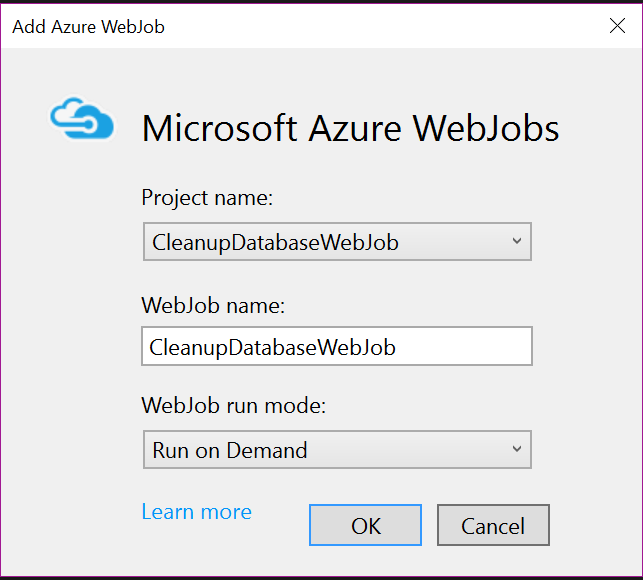 Add Azure WebJob
Microsoft Azure WebJobs
Project name:
CleanupDatabaseWebJob
WebJob name:
CleanupDatabaseWebJob
WebJob run mode:
Run on Demand
Learn more
OK
Cancel